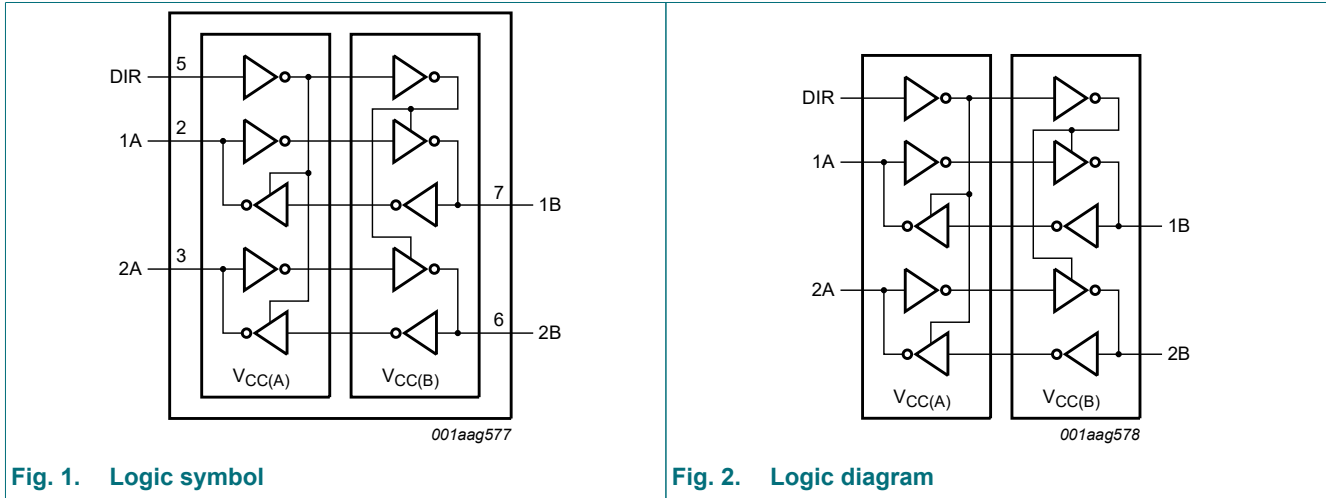 DIR
5
1A
2
7
1B
2A
3
6
2B
VCC(A)
VCC(B)
001aag577
Fig. 1. Logic symbol
DIR
1A
1B
2A
2B
VCC(A)
VCC(B)
001aag578
Fig. 2. Logic diagram